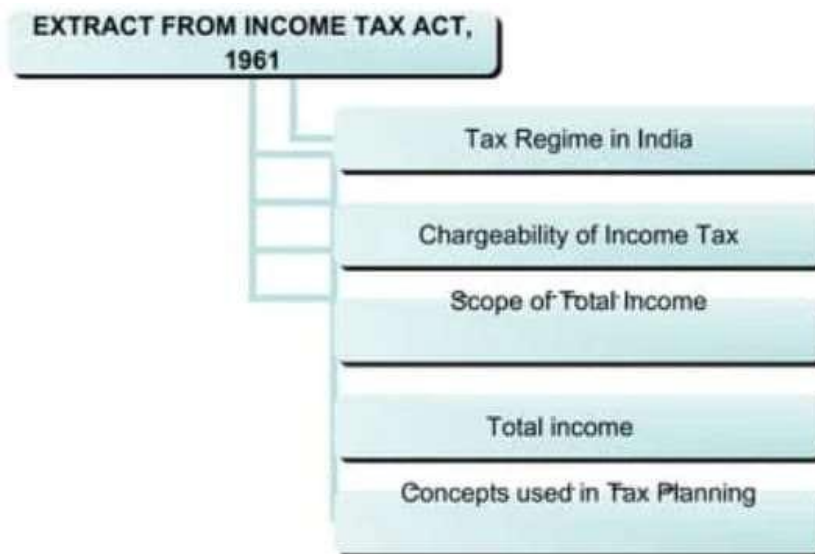 EXTRACT FROM INCOME TAX ACT,
1961
Tax Regime in India
Chargeability of Income Tax
Scope of Total Income
Total income
Concepts used in Tax Planning